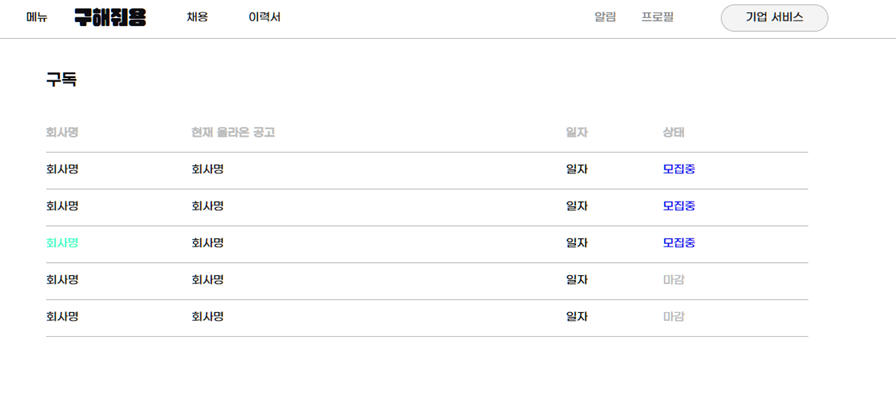 메뉴 구해줘용 채용 이력서 알림 프로필 기업 서비스
구독
회사명 현재 올라온 공고 일자 상태
회사명 회사명 일자 모집중
회사명 회사명 일자 모집중
회사명 회사명 일자 모집중
회사명 회사명 일자 마감
회사명 회사명 일자 마감